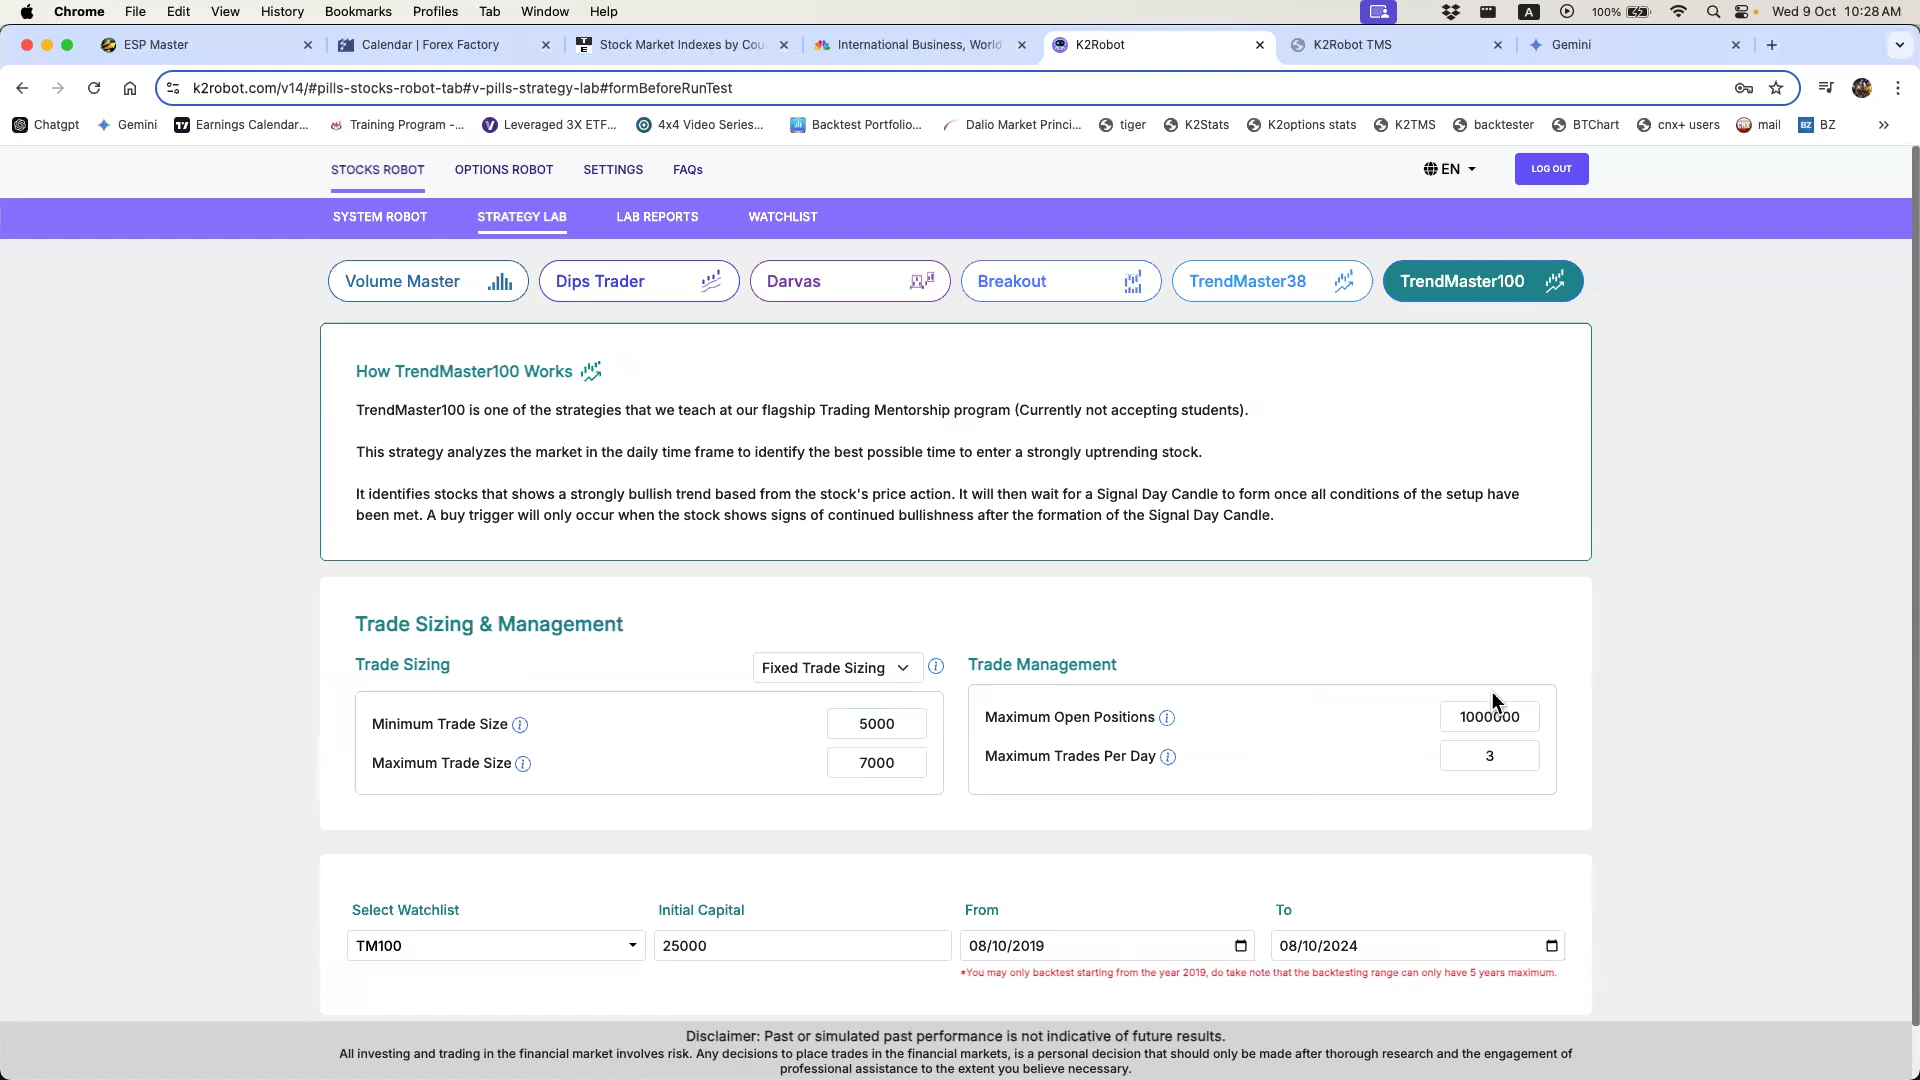 Chrome File Edit View History Bookmarks Profiles Tab Window Help A 100% Wed 9 Oct 10:28 AM
ESP Master Calendar | Forex Factory Stock Market Indexes by Cou International Business, World K2Robot K2Robot TMS Gemini
k2robot.com/v14/#pills-stocks-robot-tab#v-pills-strategy-lab#formBeforeRunTest
Chatgpt Gemini Earnings Calendar... Training Program -... Leveraged 3X ETF... 4x4 Video Series... Backtest Portfolio... Dalio Market Princi... tiger K2Stats K2options stats K2TMS backtester BTChart cnx+ users mail BZ BZ
STOCKS ROBOT OPTIONS ROBOT SETTINGS FAQs EN LOG OUT
SYSTEM ROBOT STRATEGY LAB LAB REPORTS WATCHLIST
Volume Master Dips Trader Darvas Breakout TrendMaster38 TrendMaster100
How TrendMaster100 Works
TrendMaster100 is one of the strategies that we teach at our flagship Trading Mentorship program (Currently not accepting students).
This strategy analyzes the market in the daily time frame to identify the best possible time to enter a strongly uptrending stock.
It identifies stocks that shows a strongly bullish trend based from the stock's price action. It will then wait for a Signal Day Candle to form once all conditions of the setup have
been met. A buy trigger will only occur when the stock shows signs of continued bullishness after the formation of the Signal Day Candle.
Trade Sizing & Management
Trade Sizing Fixed Trade Sizing Trade Management
Minimum Trade Size 5000 Maximum Open Positions 1000000
Maximum Trade Size 7000 Maximum Trades Per Day 3
Select Watchlist Initial Capital From To
TM100 25000 08/10/2019 08/10/2024
*You may only backtest starting from the year 2019, do take note that the backtesting range can only have 5 years maximum.
Disclaimer: Past or simulated past performance is not indicative of future results.
All investing and trading in the financial market involves risk. Any decisions to place trades in the financial markets, is a personal decision that should only be made after thorough research and the engagement of
professional assistance to the extent you believe necessary.